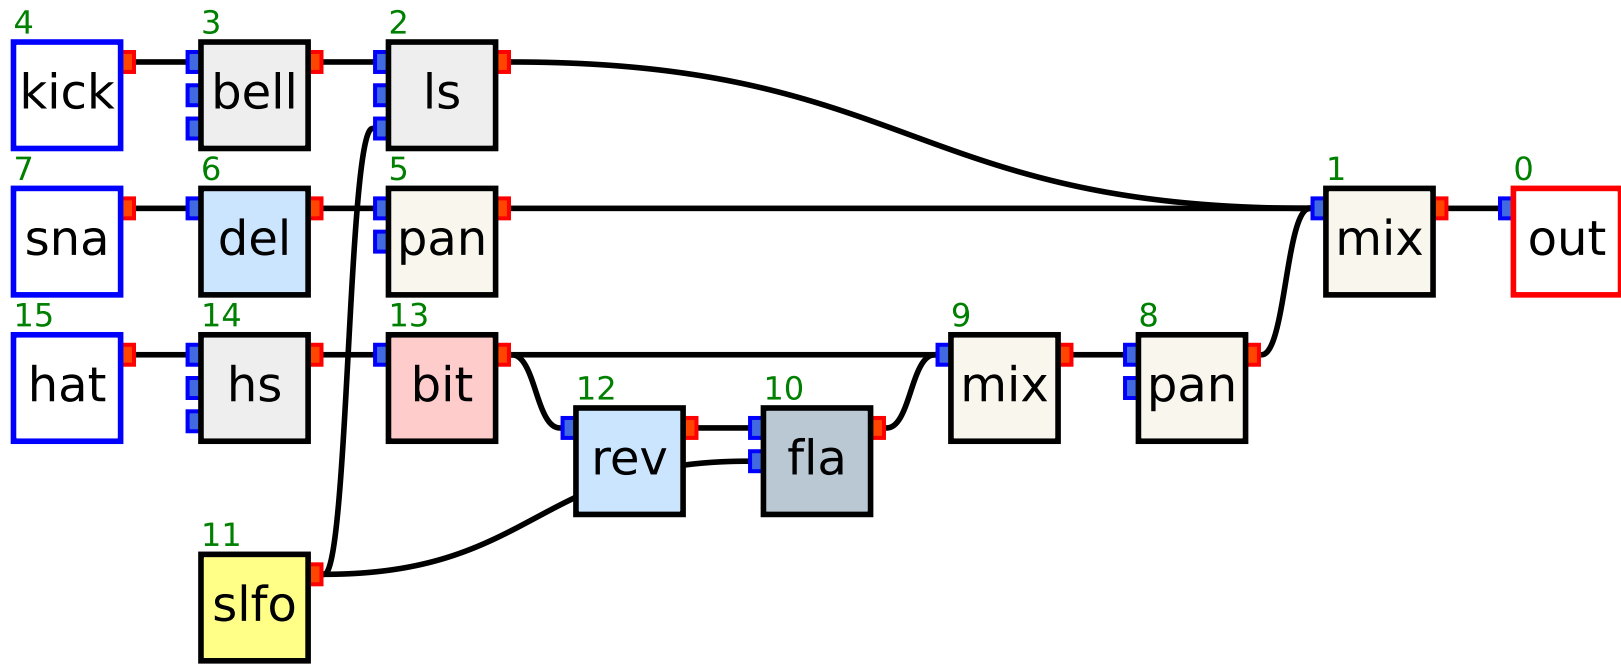 4 3 2
kick bell ls
7 6 5 1 0
sna del pan mix out
15 14 13 9 8
hat hs bit mix pan
12 10
rev fla
11
slfo